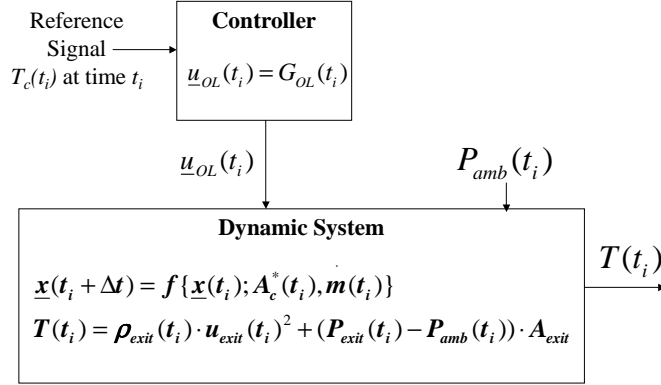 Reference
Signal
T_c(t_i) at time t_i
Controller
u_OL(t_i) = G_OL(t_i)
u_OL(t_i)
P_amb(t_i)
Dynamic System
x(t_i + Δt) = f{x(t_i); A_c^*(t_i), ṁ(t_i)}
T(t_i) = ρ_exit(t_i) · u_exit(t_i)^2 + (P_exit(t_i) − P_amb(t_i)) · A_exit
T(t_i)